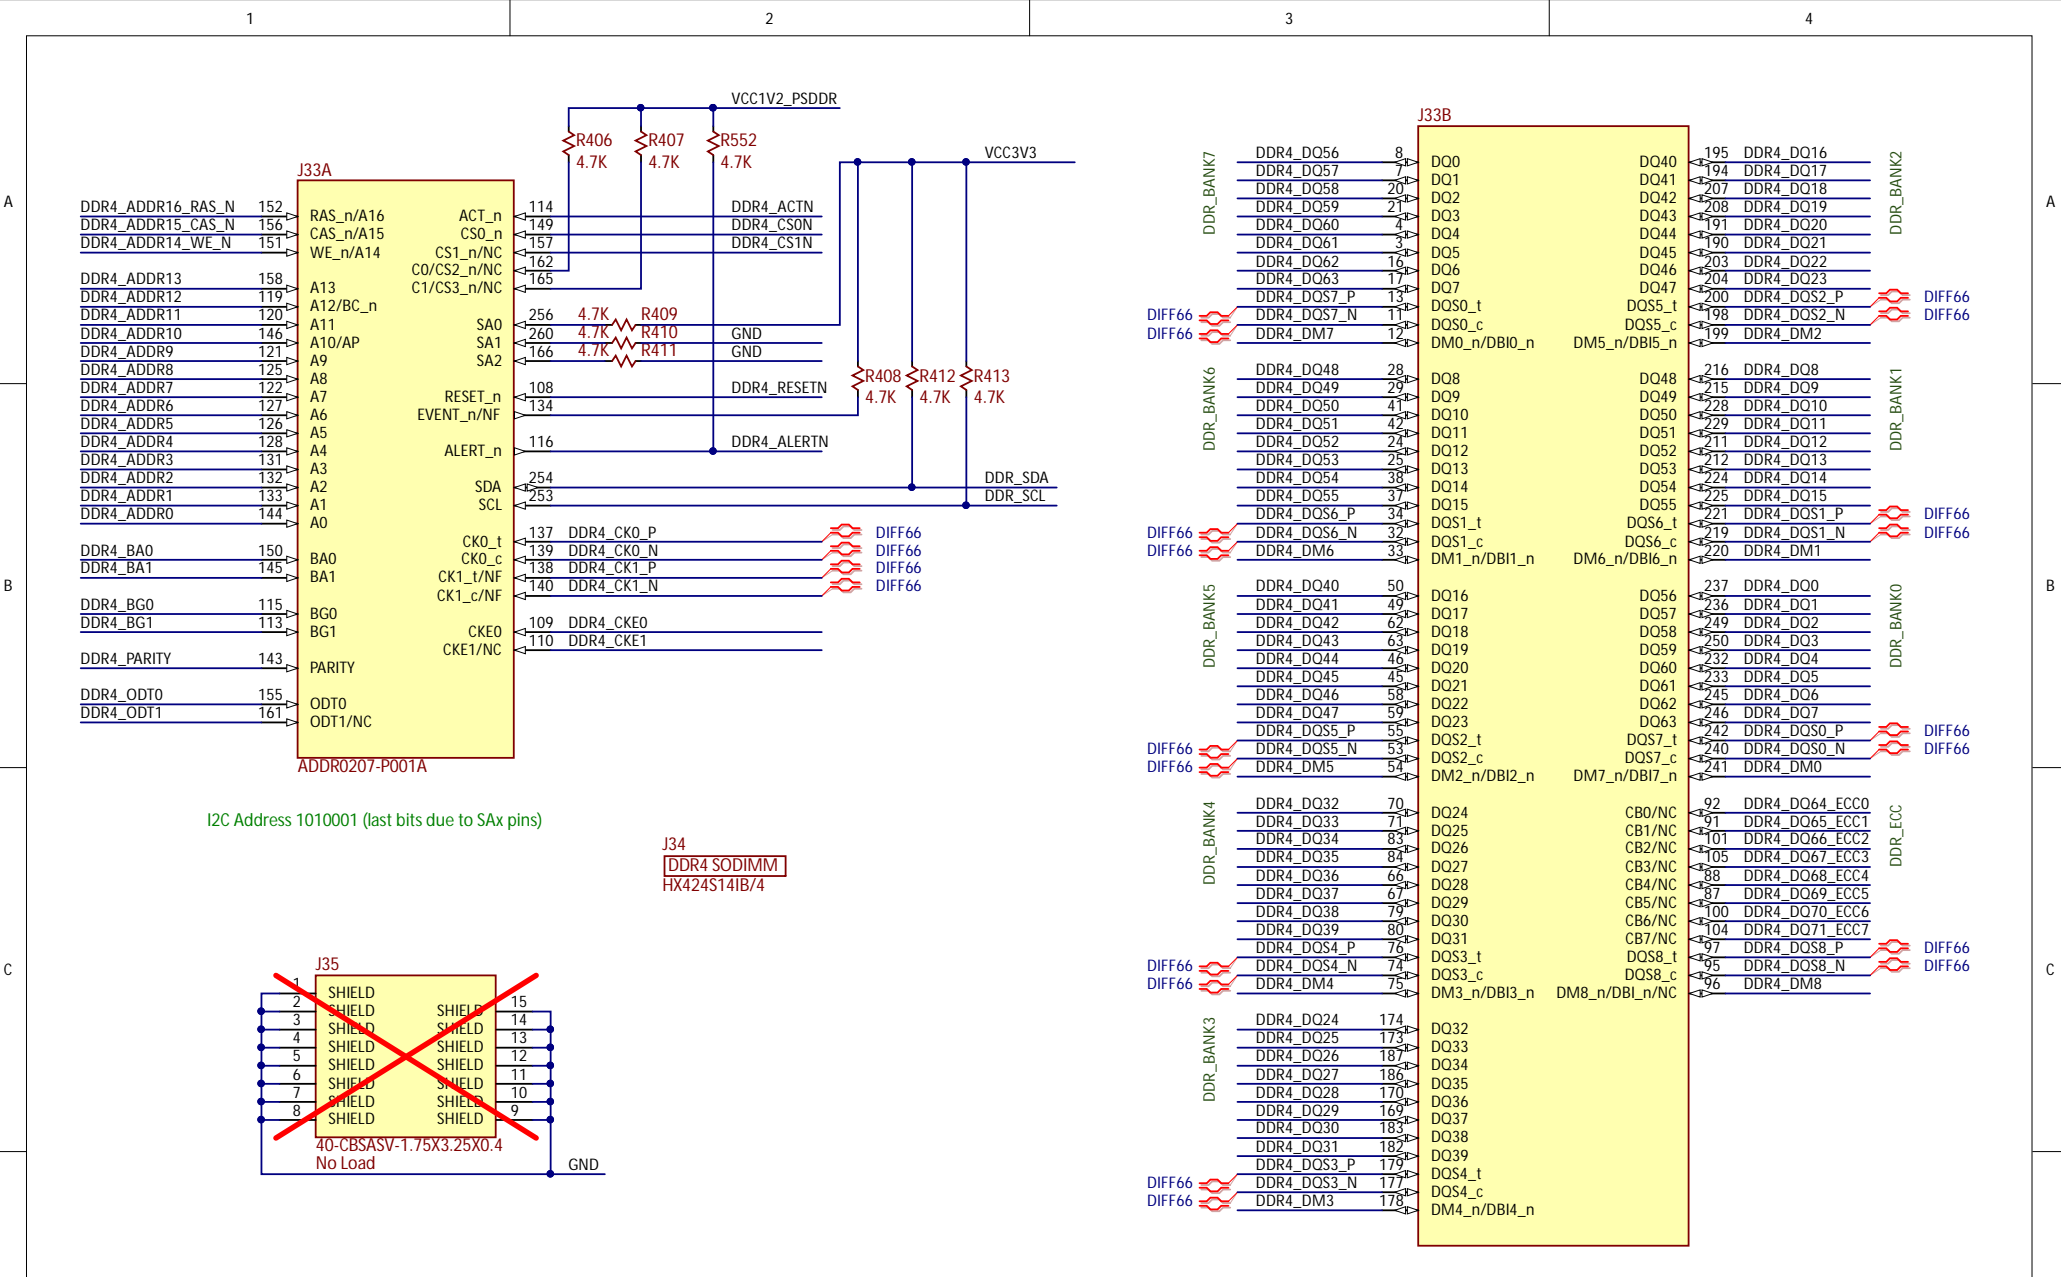 1 2 3 4
A A
B B
C C
VCC1V2_PSDDR
R406 4.7K
R407 4.7K
R552 4.7K
VCC3V3
J33A
DDR4_ADDR16_RAS_N 152 RAS_n/A16
DDR4_ADDR15_CAS_N 156 CAS_n/A15
DDR4_ADDR14_WE_N 151 WE_n/A14
DDR4_ADDR13 158 A13
DDR4_ADDR12 119 A12/BC_n
DDR4_ADDR11 120 A11
DDR4_ADDR10 146 A10/AP
DDR4_ADDR9 121 A9
DDR4_ADDR8 125 A8
DDR4_ADDR7 122 A7
DDR4_ADDR6 127 A6
DDR4_ADDR5 126 A5
DDR4_ADDR4 128 A4
DDR4_ADDR3 131 A3
DDR4_ADDR2 132 A2
DDR4_ADDR1 133 A1
DDR4_ADDR0 144 A0
DDR4_BA0 150 BA0
DDR4_BA1 145 BA1
DDR4_BG0 115 BG0
DDR4_BG1 113 BG1
DDR4_PARITY 143 PARITY
DDR4_ODT0 155 ODT0
DDR4_ODT1 161 ODT1/NC
ACT_n 114 DDR4_ACTN
CS0_n 149 DDR4_CS0N
CS1_n/NC 157 DDR4_CS1N
C0/CS2_n/NC 162
C1/CS3_n/NC 165
SA0 256 4.7K R409
SA1 260 4.7K R410 GND
SA2 166 4.7K R411 GND
RESET_n 108 DDR4_RESETN
EVENT_n/NF 134
R408 4.7K
R412 4.7K
R413 4.7K
ALERT_n 116 DDR4_ALERTN
SDA 254 DDR_SDA
SCL 253 DDR_SCL
CK0_t 137 DDR4_CK0_P DIFF66
CK0_c 139 DDR4_CK0_N DIFF66
CK1_t/NF 138 DDR4_CK1_P DIFF66
CK1_c/NF 140 DDR4_CK1_N DIFF66
CKE0 109 DDR4_CKE0
CKE1/NC 110 DDR4_CKE1
ADDR0207-P001A
I2C Address 1010001 (last bits due to SAx pins)
J34
DDR4 SODIMM
HX424S14IB/4
J35
1 SHIELD
2 SHIELD SHIELD 15
3 SHIELD SHIELD 14
4 SHIELD SHIELD 13
5 SHIELD SHIELD 12
6 SHIELD SHIELD 11
7 SHIELD SHIELD 10
8 SHIELD SHIELD 9
40-CBSASV-1.75X3.25X0.4
No Load
GND
J33B
DDR_BANK7
DDR4_DQ56 8 DQ0
DDR4_DQ57 7 DQ1
DDR4_DQ58 20 DQ2
DDR4_DQ59 21 DQ3
DDR4_DQ60 4 DQ4
DDR4_DQ61 3 DQ5
DDR4_DQ62 16 DQ6
DDR4_DQ63 17 DQ7
DDR4_DQS7_P 13 DQS0_t
DIFF66 DDR4_DQS7_N 11 DQS0_c
DIFF66 DDR4_DM7 12 DM0_n/DBI0_n
DDR_BANK6
DDR4_DQ48 28 DQ8
DDR4_DQ49 29 DQ9
DDR4_DQ50 41 DQ10
DDR4_DQ51 42 DQ11
DDR4_DQ52 24 DQ12
DDR4_DQ53 25 DQ13
DDR4_DQ54 38 DQ14
DDR4_DQ55 37 DQ15
DDR4_DQS6_P 34 DQS1_t
DIFF66 DDR4_DQS6_N 32 DQS1_c
DIFF66 DDR4_DM6 33 DM1_n/DBI1_n
DDR_BANK5
DDR4_DQ40 50 DQ16
DDR4_DQ41 49 DQ17
DDR4_DQ42 62 DQ18
DDR4_DQ43 63 DQ19
DDR4_DQ44 46 DQ20
DDR4_DQ45 45 DQ21
DDR4_DQ46 58 DQ22
DDR4_DQ47 59 DQ23
DDR4_DQS5_P 55 DQS2_t
DIFF66 DDR4_DQS5_N 53 DQS2_c
DIFF66 DDR4_DM5 54 DM2_n/DBI2_n
DDR_BANK4
DDR4_DQ32 70 DQ24
DDR4_DQ33 71 DQ25
DDR4_DQ34 83 DQ26
DDR4_DQ35 84 DQ27
DDR4_DQ36 66 DQ28
DDR4_DQ37 67 DQ29
DDR4_DQ38 79 DQ30
DDR4_DQ39 80 DQ31
DDR4_DQS4_P 76 DQS3_t
DIFF66 DDR4_DQS4_N 74 DQS3_c
DIFF66 DDR4_DM4 75 DM3_n/DBI3_n
DDR_BANK3
DDR4_DQ24 174 DQ32
DDR4_DQ25 173 DQ33
DDR4_DQ26 187 DQ34
DDR4_DQ27 186 DQ35
DDR4_DQ28 170 DQ36
DDR4_DQ29 169 DQ37
DDR4_DQ30 183 DQ38
DDR4_DQ31 182 DQ39
DDR4_DQS3_P 179 DQS4_t
DIFF66 DDR4_DQS3_N 177 DQS4_c
DIFF66 DDR4_DM3 178 DM4_n/DBI4_n
DDR_BANK2
DQ40 195 DDR4_DQ16
DQ41 194 DDR4_DQ17
DQ42 207 DDR4_DQ18
DQ43 208 DDR4_DQ19
DQ44 191 DDR4_DQ20
DQ45 190 DDR4_DQ21
DQ46 203 DDR4_DQ22
DQ47 204 DDR4_DQ23
DQS5_t 200 DDR4_DQS2_P DIFF66
DQS5_c 198 DDR4_DQS2_N DIFF66
DM5_n/DBI5_n 199 DDR4_DM2
DDR_BANK1
DQ48 216 DDR4_DQ8
DQ49 215 DDR4_DQ9
DQ50 228 DDR4_DQ10
DQ51 229 DDR4_DQ11
DQ52 211 DDR4_DQ12
DQ53 212 DDR4_DQ13
DQ54 224 DDR4_DQ14
DQ55 225 DDR4_DQ15
DQS6_t 221 DDR4_DQS1_P DIFF66
DQS6_c 219 DDR4_DQS1_N DIFF66
DM6_n/DBI6_n 220 DDR4_DM1
DDR_BANK0
DQ56 237 DDR4_DQ0
DQ57 236 DDR4_DQ1
DQ58 249 DDR4_DQ2
DQ59 250 DDR4_DQ3
DQ60 232 DDR4_DQ4
DQ61 233 DDR4_DQ5
DQ62 245 DDR4_DQ6
DQ63 246 DDR4_DQ7
DQS7_t 242 DDR4_DQS0_P DIFF66
DQS7_c 240 DDR4_DQS0_N DIFF66
DM7_n/DBI7_n 241 DDR4_DM0
DDR_ECC
CB0/NC 92 DDR4_DQ64_ECC0
CB1/NC 91 DDR4_DQ65_ECC1
CB2/NC 101 DDR4_DQ66_ECC2
CB3/NC 105 DDR4_DQ67_ECC3
CB4/NC 88 DDR4_DQ68_ECC4
CB5/NC 87 DDR4_DQ69_ECC5
CB6/NC 100 DDR4_DQ70_ECC6
CB7/NC 104 DDR4_DQ71_ECC7
DQS8_t 97 DDR4_DQS8_P DIFF66
DQS8_c 95 DDR4_DQS8_N DIFF66
DM8_n/DBI_n/NC 96 DDR4_DM8